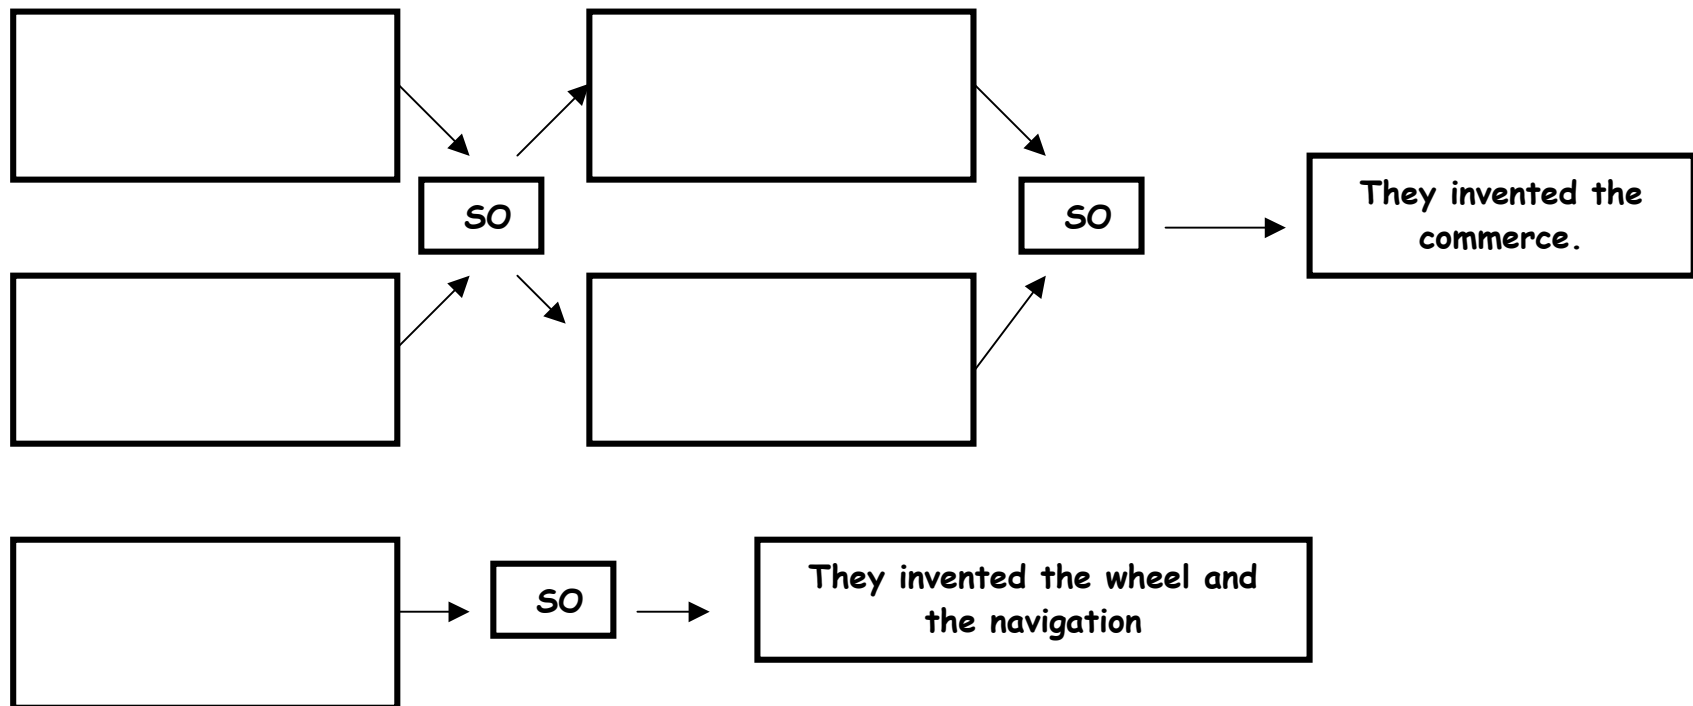 SO
SO
They invented the
commerce.
SO
They invented the wheel and
the navigation